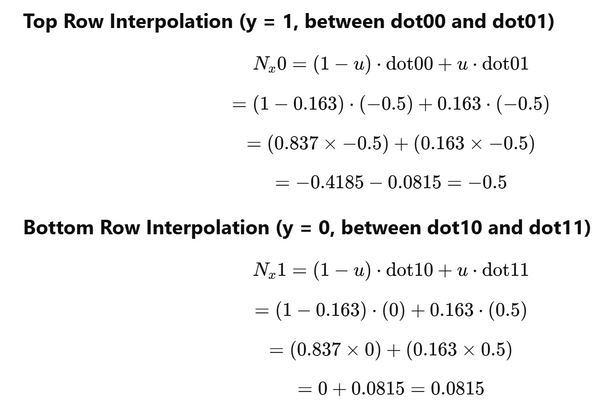 Top Row Interpolation (y = 1, between dot00 and dot01)
Nₓ0 = (1 − u) · dot00 + u · dot01
= (1 − 0.163) · (−0.5) + 0.163 · (−0.5)
= (0.837 × −0.5) + (0.163 × −0.5)
= −0.4185 − 0.0815 = −0.5
Bottom Row Interpolation (y = 0, between dot10 and dot11)
Nₓ1 = (1 − u) · dot10 + u · dot11
= (1 − 0.163) · (0) + 0.163 · (0.5)
= (0.837 × 0) + (0.163 × 0.5)
= 0 + 0.0815 = 0.0815